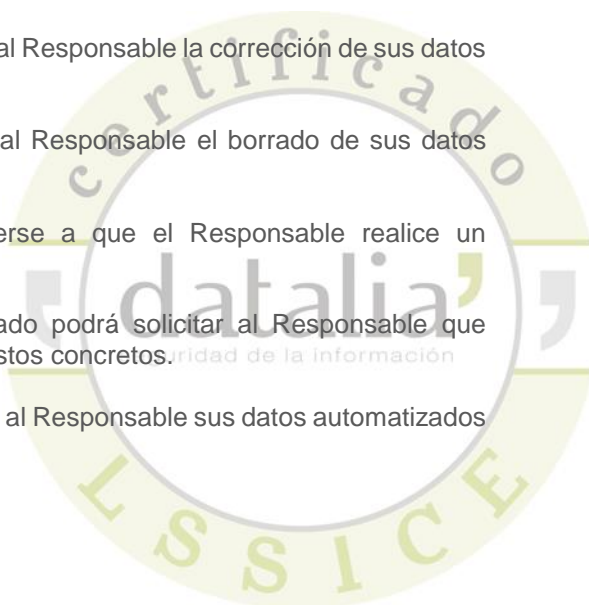 al Responsable la corrección de sus datos
certificado
al Responsable el borrado de sus datos
erse a que el Responsable realice un
datalia
ado podrá solicitar al Responsable que
stos concretos.
uridad de la información
al Responsable sus datos automatizados
LSSICE